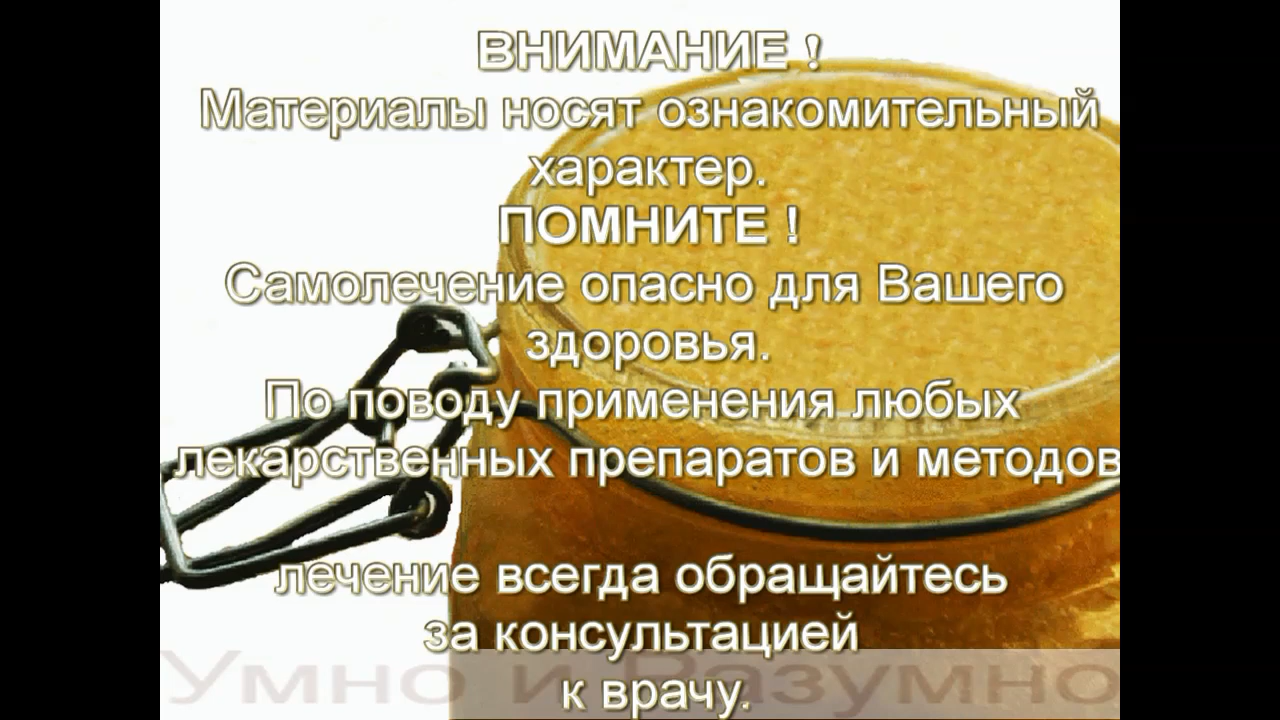 ВНИМАНИЕ !
Материалы носят ознакомительный
характер.
ПОМНИТЕ !
Самолечение опасно для Вашего
здоровья.
По поводу применения любых
лекарственных препаратов и методов
лечение всегда обращайтесь
за консультацией
к врачу.
Умно и Разумно